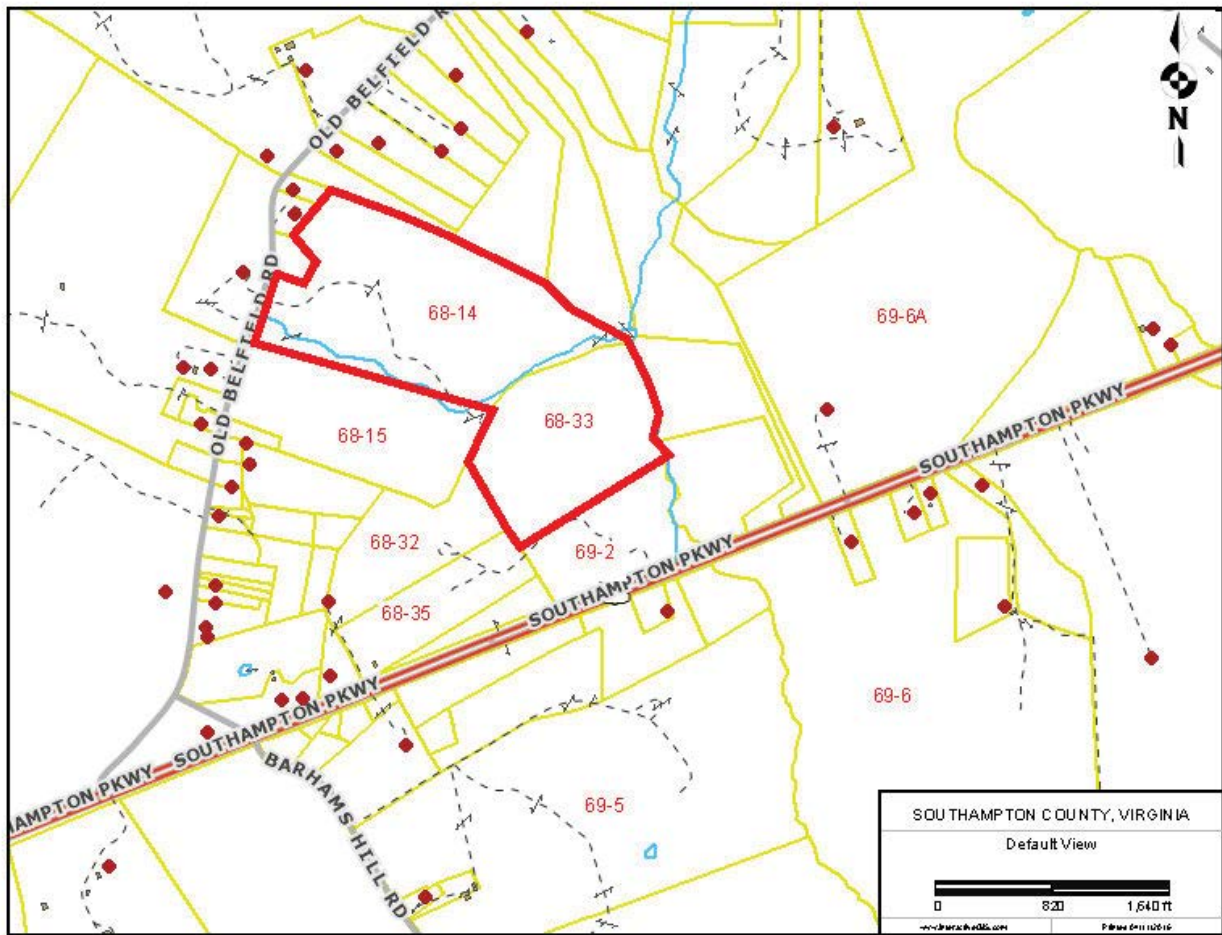 OLD BELFIELD R
N
OLD BELFIELD RD
68-14
69-6A
68-33
68-15
SOUTHAMPTON PKWY
68-32
69-2
SOUTHAMPTON PKWY
68-35
69-6
SOUTHAMPTON PKWY
HAMPTON PKWY
BARHAMS HILL RD
69-5
SOUTHAMPTON COUNTY, VIRGINIA
Default View
0 820 1,640 ft